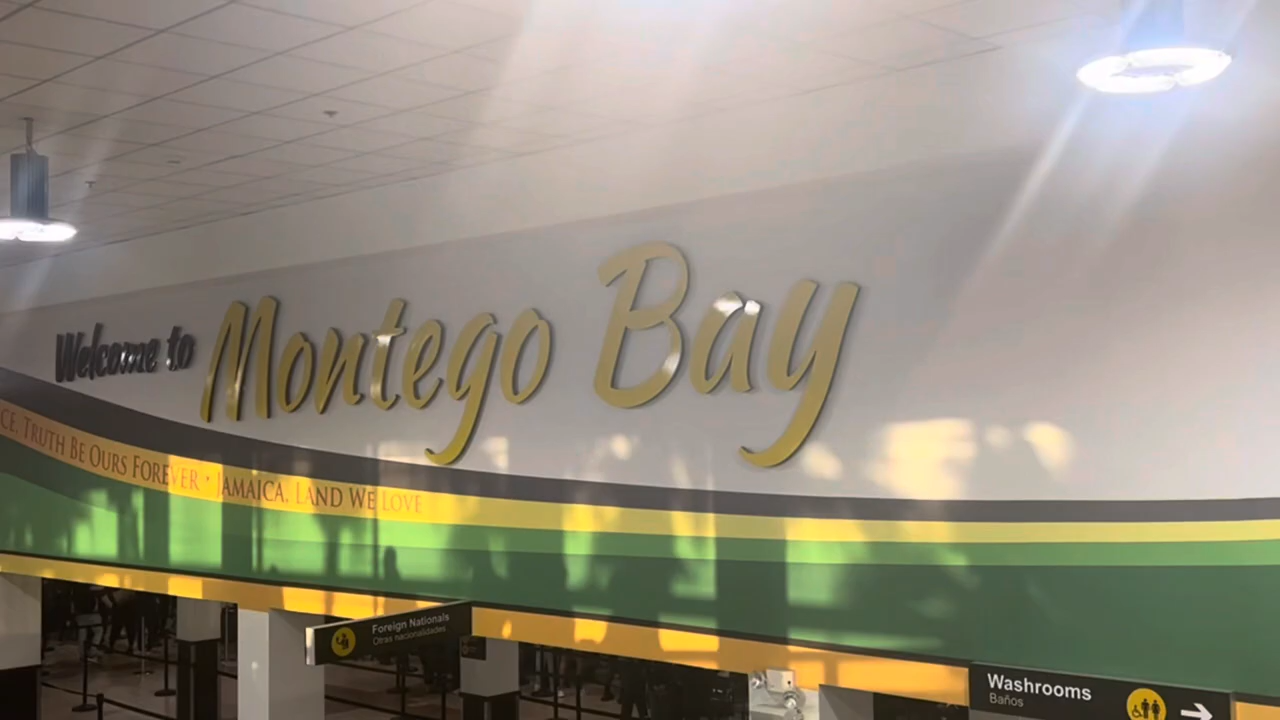 Welcome to Montego Bay
TRUTH BE OURS FOREVER • JAMAICA, LAND WE LOVE
Foreign Nationals
Otras nacionalidades
Washrooms
Baños